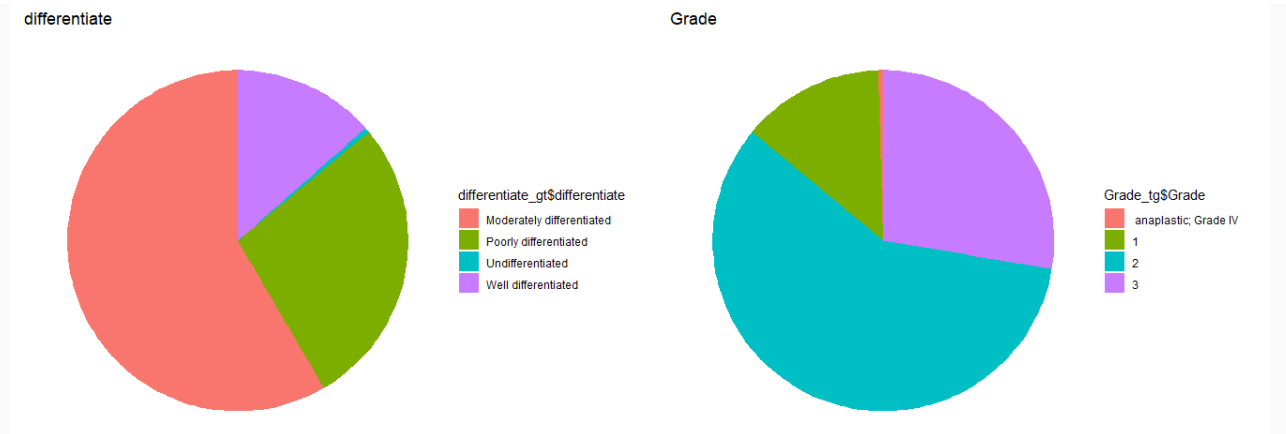 differentiate
differentiate_gt$differentiate
Moderately differentiated
Poorly differentiated
Undifferentiated
Well differentiated
Grade
Grade_tg$Grade
anaplastic; Grade IV
1
2
3